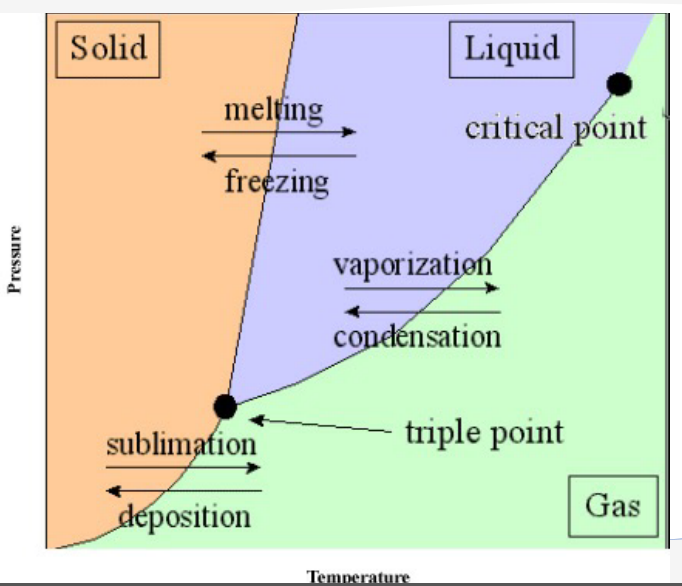 Solid
Liquid
melting
critical point
freezing
Pressure
vaporization
condensation
triple point
sublimation
Gas
deposition
Temperature